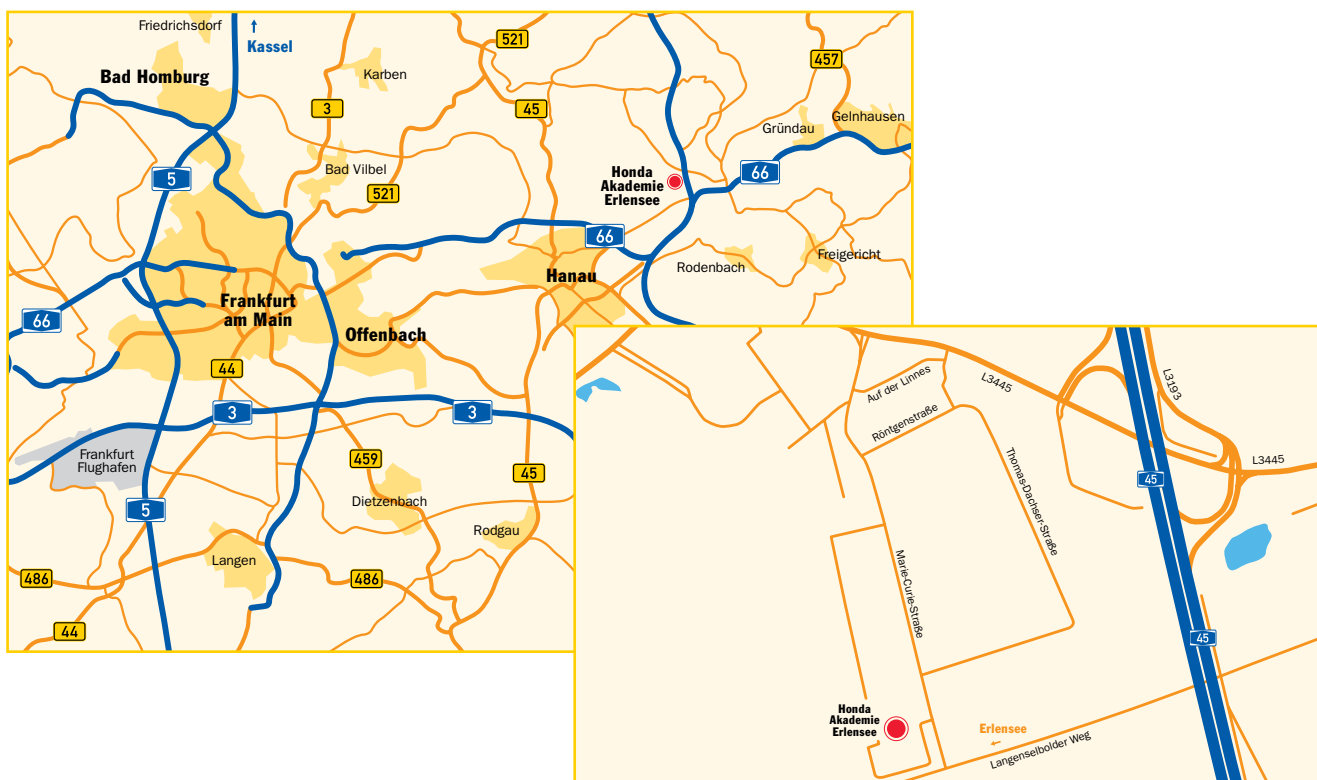 Friedrichsdorf
Kassel
521
457
Bad Homburg
Karben
3
45
Gelnhausen
Gründau
Bad Vilbel
5
521
Honda
Akademie
Erlensee
66
66
Freigericht
Rodenbach
Hanau
66
Frankfurt
am Main
Offenbach
44
3
3
Frankfurt
Flughafen
459
45
Dietzenbach
5
Rodgau
Langen
486
486
44
L3445
L3193
Auf der Linnes
Röntgenstraße
L3445
Thomas-Dachser-Straße
45
Marie-Curie-Straße
45
Honda
Akademie
Erlensee
Erlensee
Langenselbolder Weg